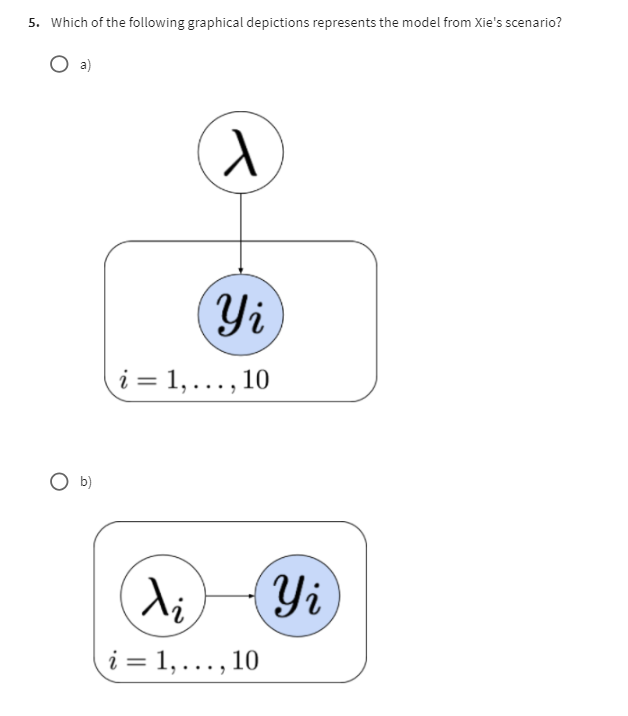 5. Which of the following graphical depictions represents the model from Xie's scenario?
a)
λ
yᵢ
i = 1, . . . , 10
b)
λᵢ yᵢ
i = 1, . . . , 10